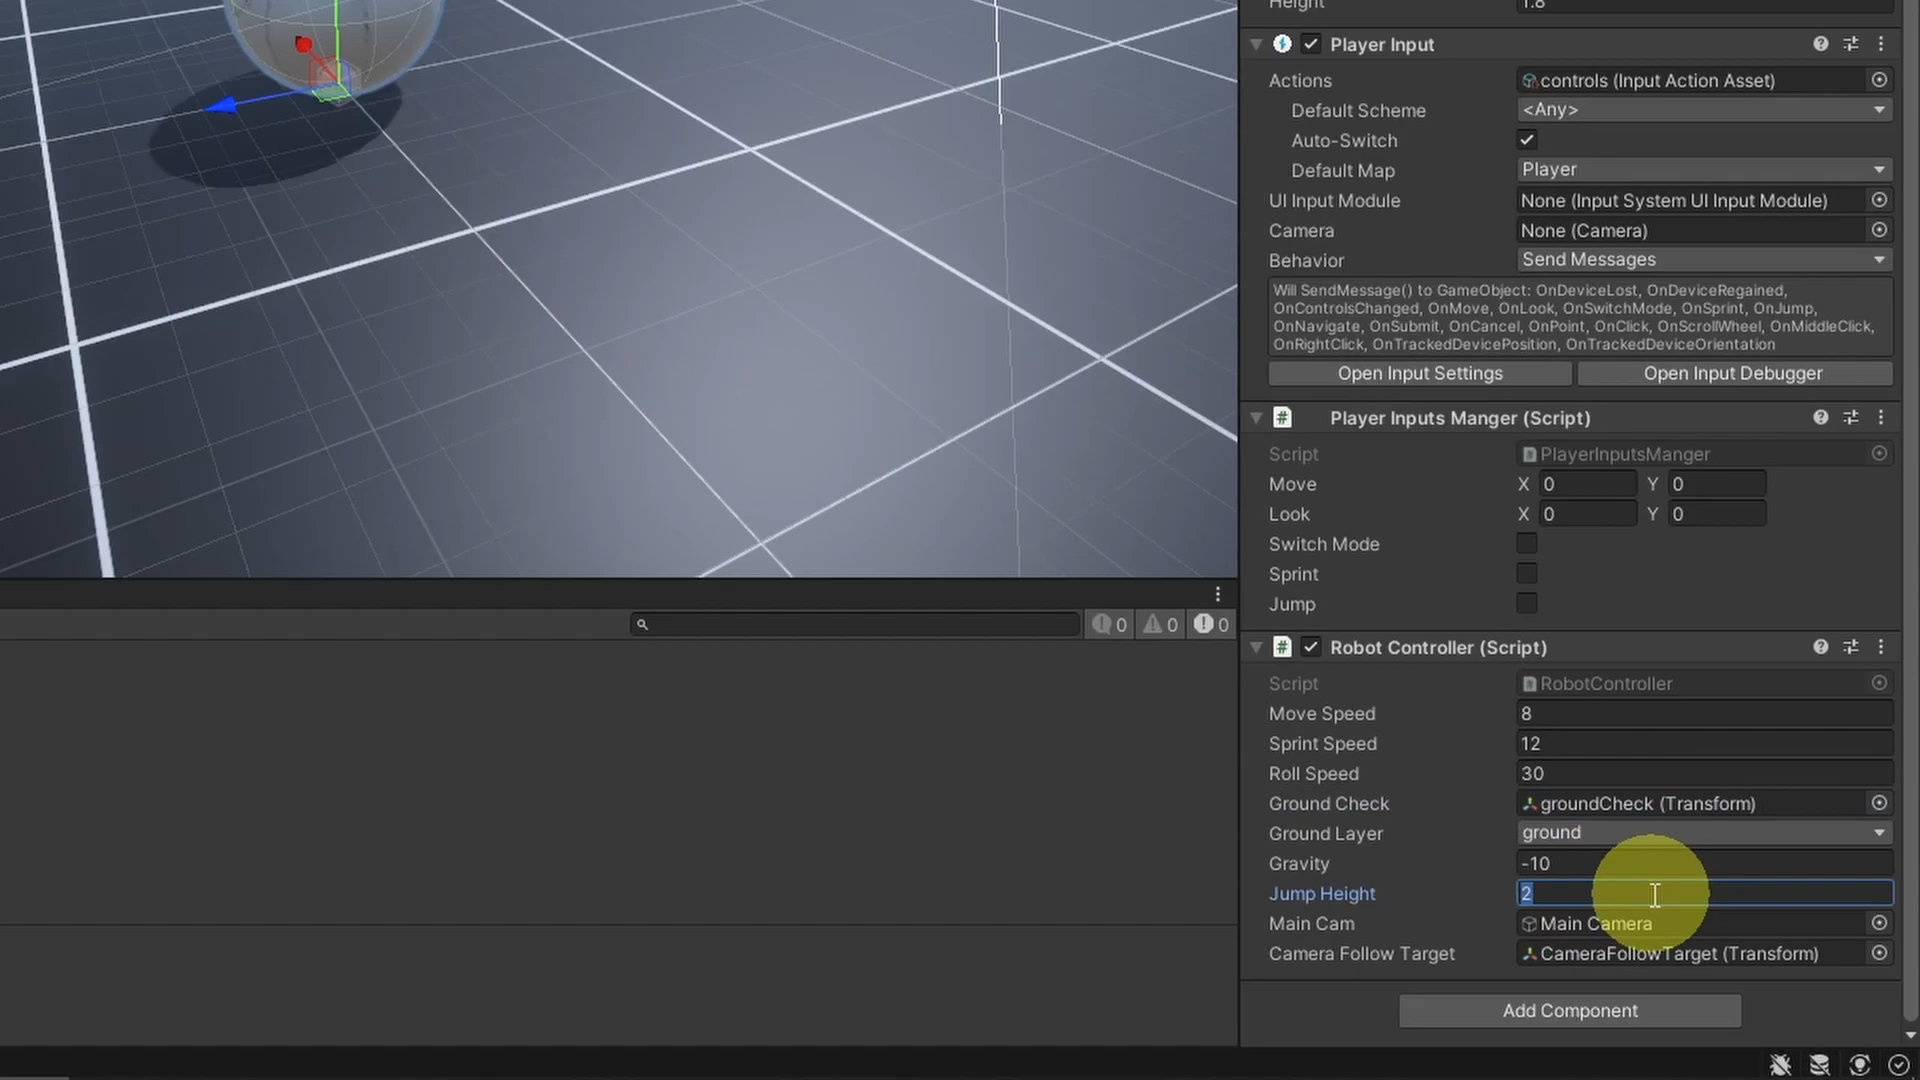 Height 1.8
Player Input
Actions controls (Input Action Asset)
Default Scheme <Any>
Auto-Switch
Default Map Player
UI Input Module None (Input System UI Input Module)
Camera None (Camera)
Behavior Send Messages
Will SendMessage() to GameObject: OnDeviceLost, OnDeviceRegained,
OnControlsChanged, OnMove, OnLook, OnSwitchMode, OnSprint, OnJump,
OnNavigate, OnSubmit, OnCancel, OnPoint, OnClick, OnScrollWheel, OnMiddleClick,
OnRightClick, OnTrackedDevicePosition, OnTrackedDeviceOrientation
Open Input Settings Open Input Debugger
# Player Inputs Manger (Script)
Script PlayerInputsManger
Move X 0 Y 0
Look X 0 Y 0
Switch Mode
Sprint
Jump
0 0 0
# Robot Controller (Script)
Script RobotController
Move Speed 8
Sprint Speed 12
Roll Speed 30
Ground Check groundCheck (Transform)
Ground Layer ground
Gravity -10
Jump Height 2
Main Cam Main Camera
Camera Follow Target CameraFollowTarget (Transform)
Add Component